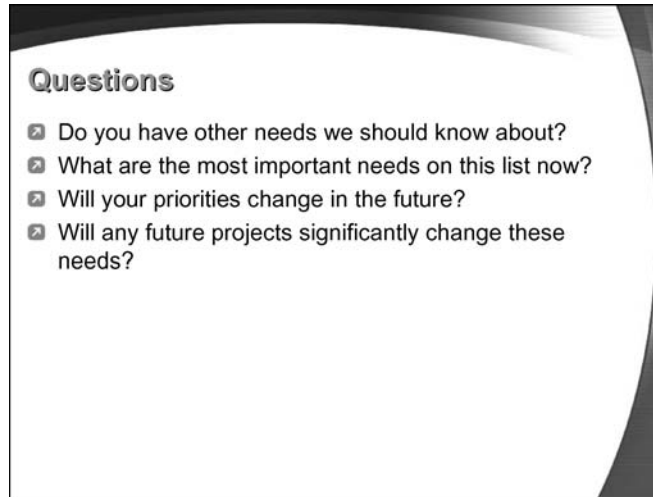 Questions
Do you have other needs we should know about?
What are the most important needs on this list now?
Will your priorities change in the future?
Will any future projects significantly change these
needs?